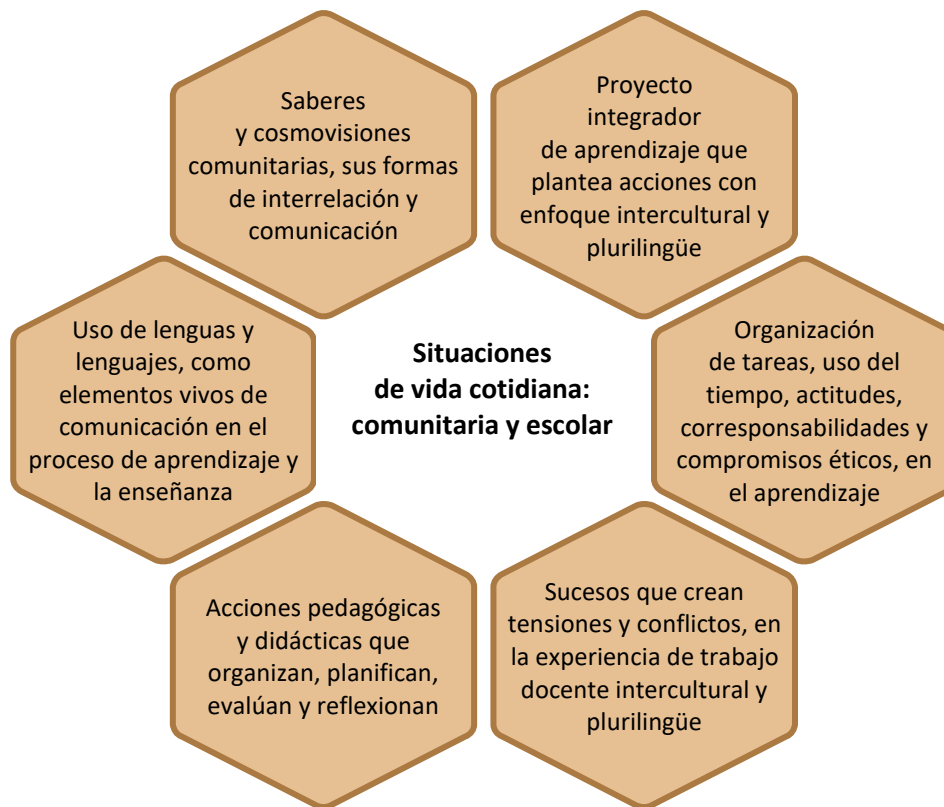 Saberes
y cosmovisiones
comunitarias, sus formas
de interrelación y
comunicación
Proyecto
integrador
de aprendizaje que
plantea acciones con
enfoque intercultural y
plurilingüe
Uso de lenguas y
lenguajes, como
elementos vivos de
comunicación en el
proceso de aprendizaje y
la enseñanza
Situaciones
de vida cotidiana:
comunitaria y escolar
Organización
de tareas, uso del
tiempo, actitudes,
corresponsabilidades y
compromisos éticos, en
el aprendizaje
Acciones pedagógicas
y didácticas que
organizan, planifican,
evalúan y reflexionan
Sucesos que crean
tensiones y conflictos, en
la experiencia de trabajo
docente intercultural y
plurilingüe